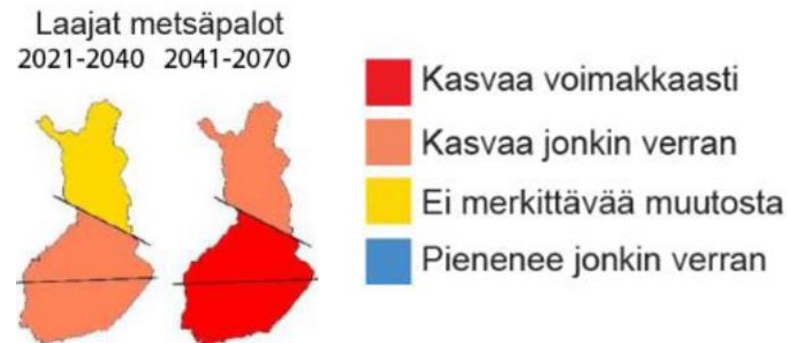 Laajat metsäpalot
2021-2040 2041-2070
Kasvaa voimakkaasti
Kasvaa jonkin verran
Ei merkittävää muutosta
Pienenee jonkin verran